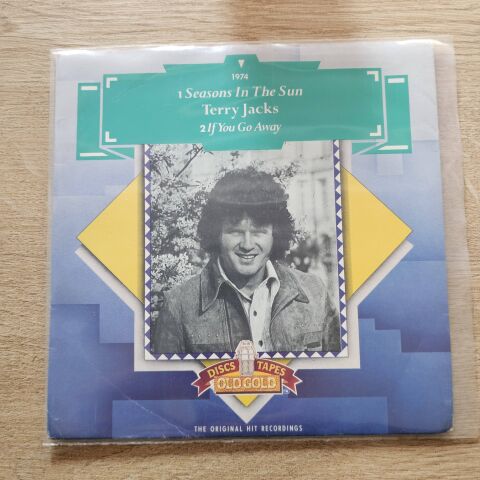 1974
1 Seasons In The Sun
Terry Jacks
2 If You Go Away
DISCS TAPES
OLD GOLD
THE ORIGINAL HIT RECORDINGS